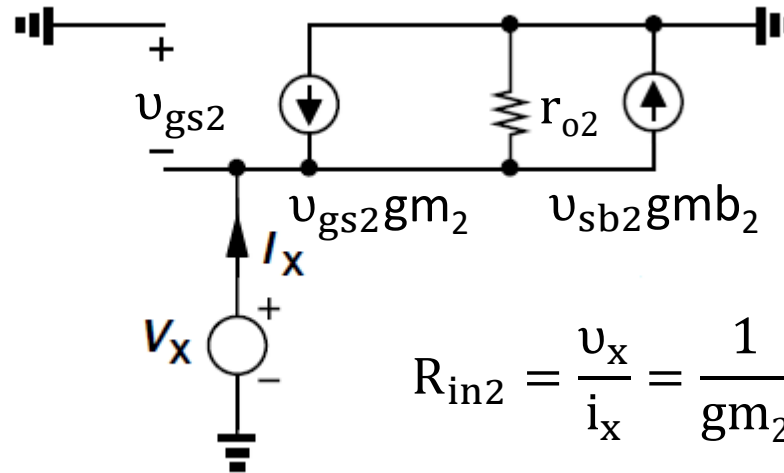 +
υgs2
−
ro2
υgs2gm2
υsb2gmb2
Ix
Vx
+
−
Rin2 = υx/ix = 1/gm2